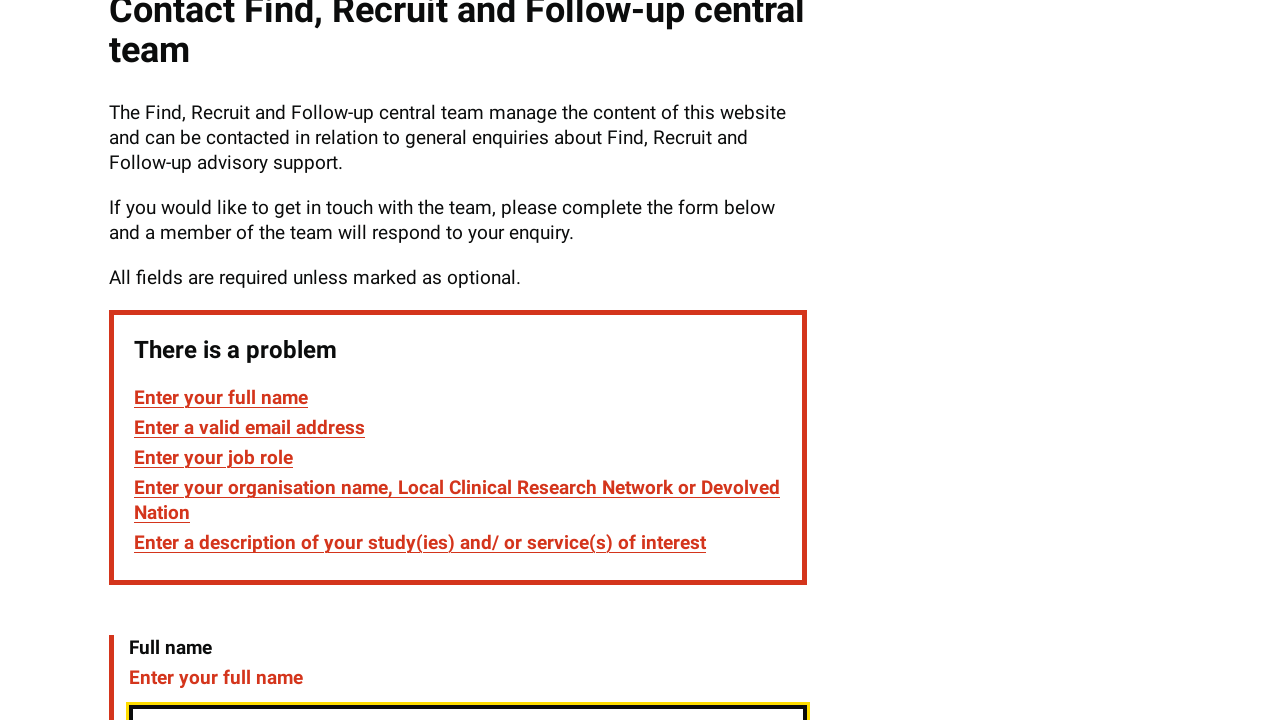 Contact Find, Recruit and Follow-up central
team
The Find, Recruit and Follow-up central team manage the content of this website
and can be contacted in relation to general enquiries about Find, Recruit and
Follow-up advisory support.
If you would like to get in touch with the team, please complete the form below
and a member of the team will respond to your enquiry.
All fields are required unless marked as optional.
There is a problem
Enter your full name
Enter a valid email address
Enter your job role
Enter your organisation name, Local Clinical Research Network or Devolved
Nation
Enter a description of your study(ies) and/ or service(s) of interest
Full name
Enter your full name